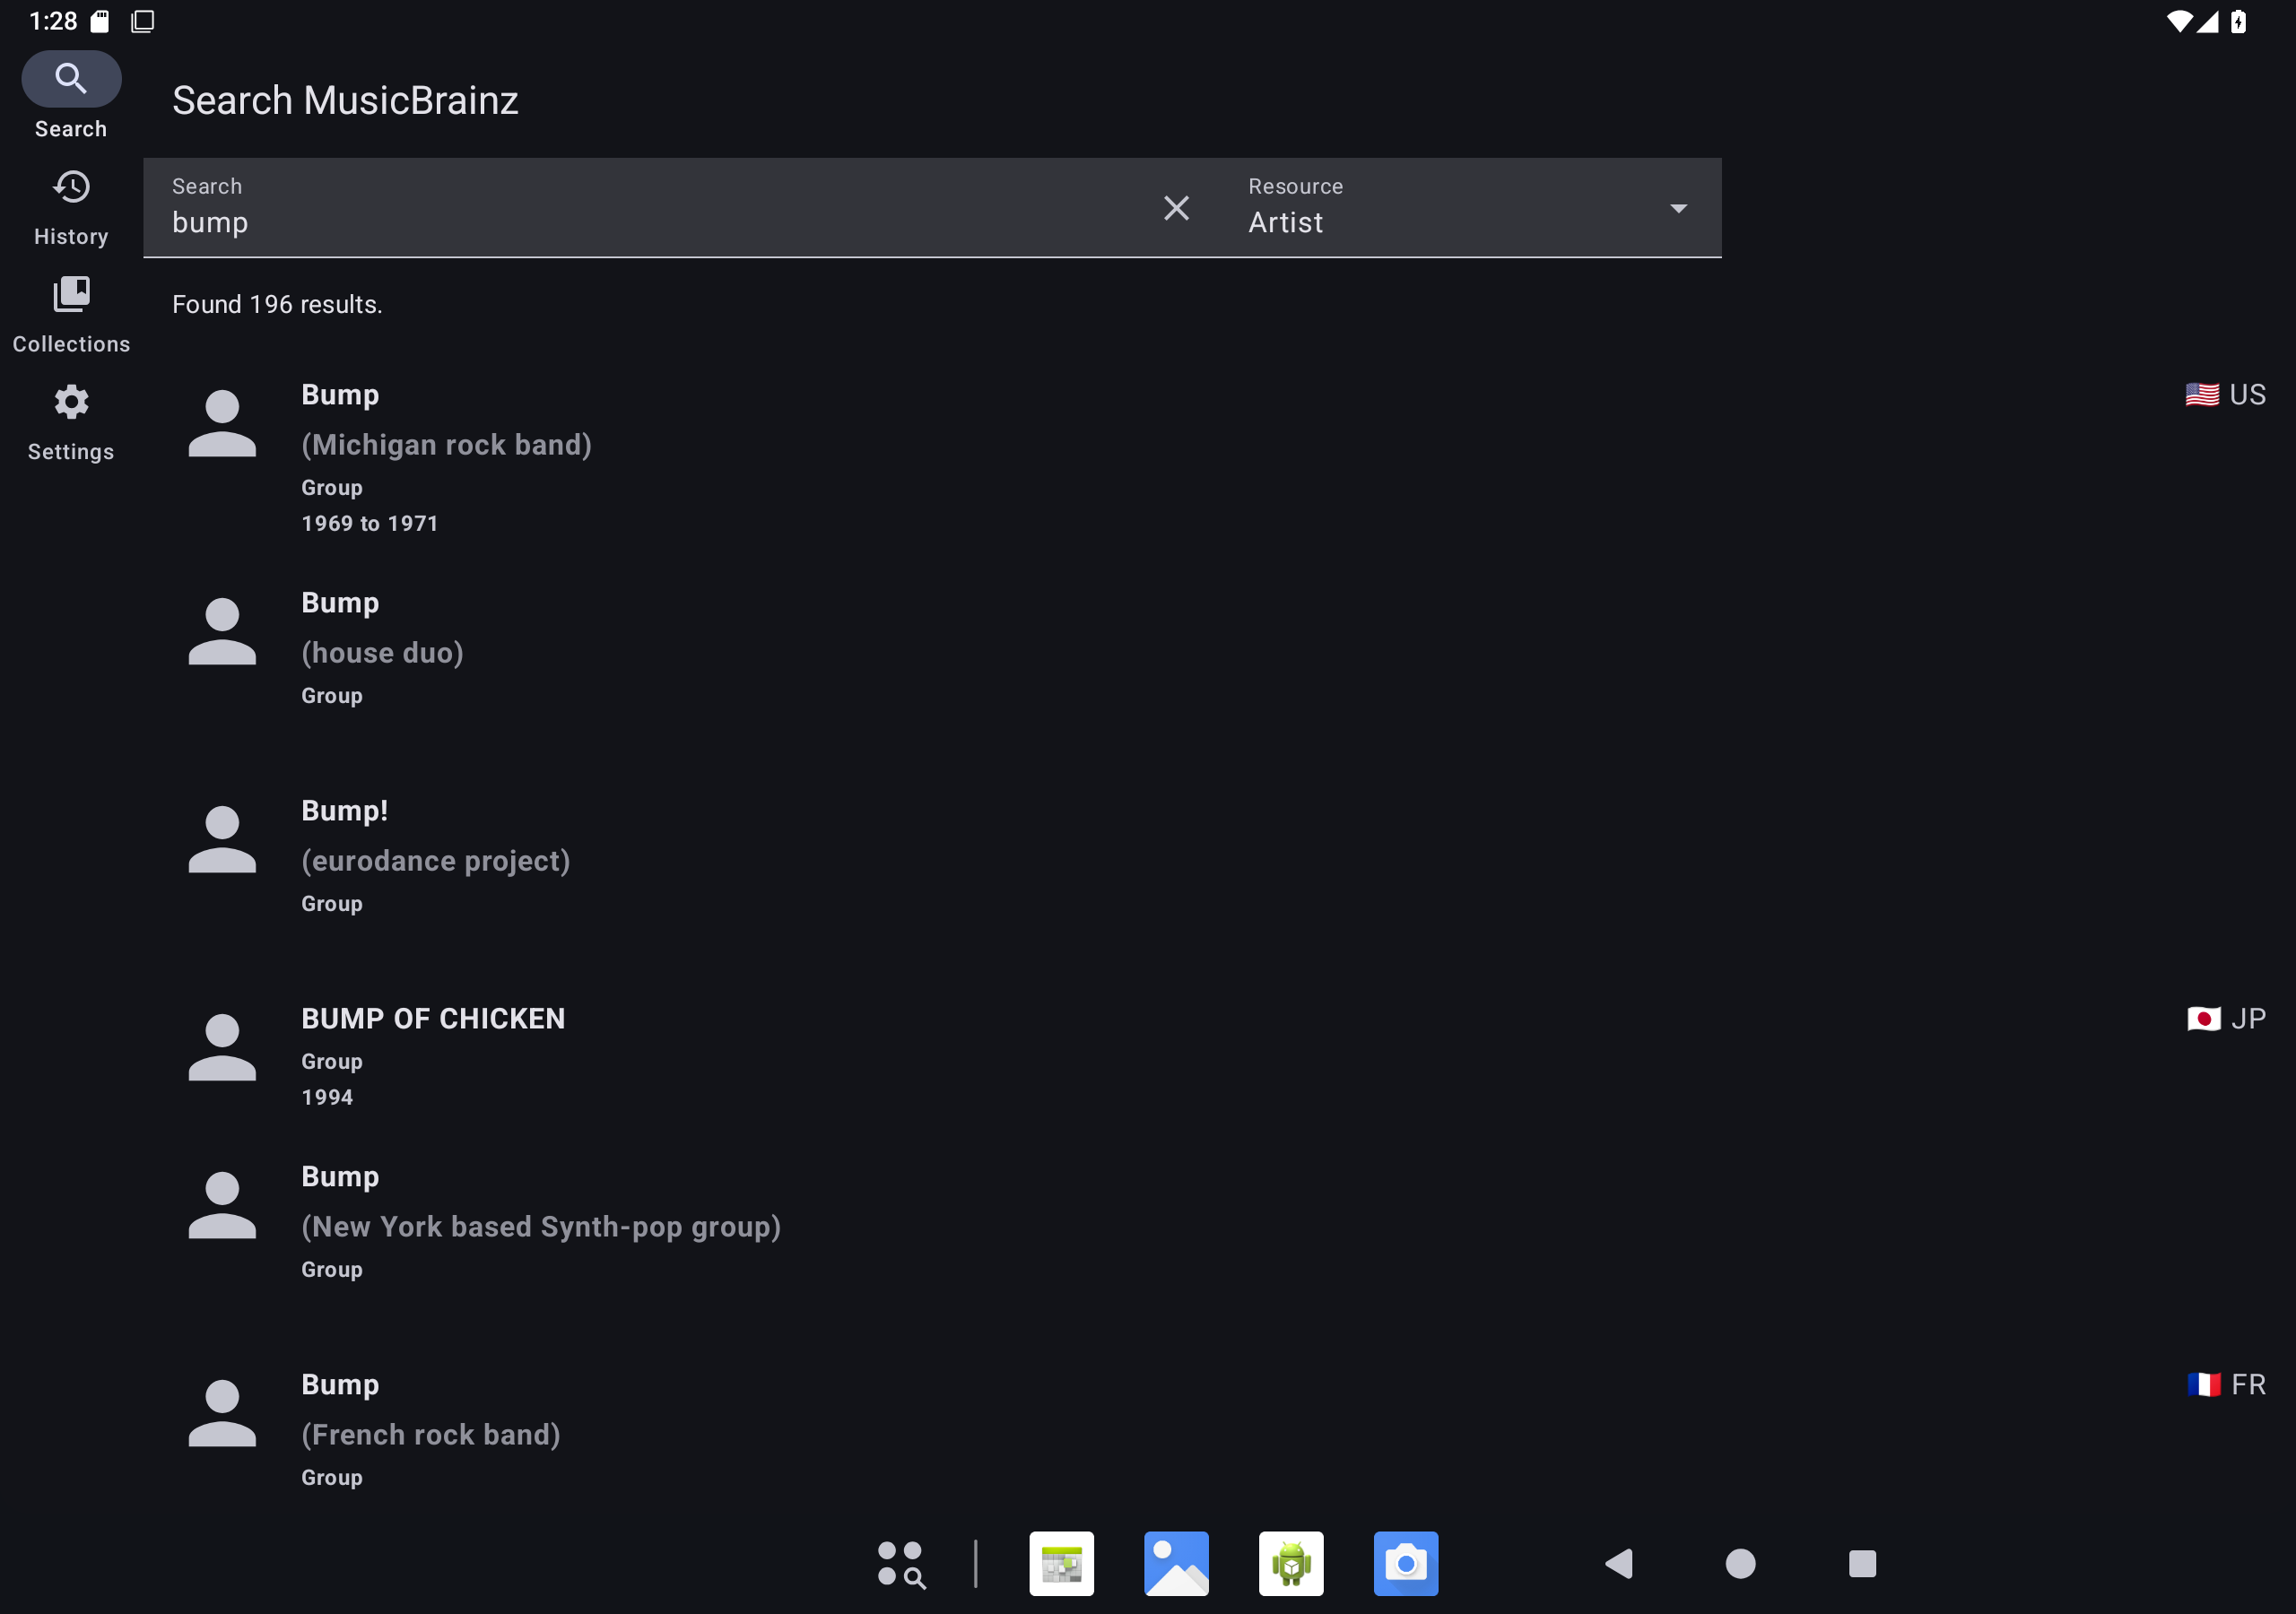 1:28
Search
History
Collections
Settings
Search MusicBrainz
Search
bump
Resource
Artist
Found 196 results.
Bump
🇺🇸 US
(Michigan rock band)
Group
1969 to 1971
Bump
(house duo)
Group
Bump!
(eurodance project)
Group
BUMP OF CHICKEN
🇯🇵 JP
Group
1994
Bump
(New York based Synth-pop group)
Group
Bump
🇫🇷 FR
(French rock band)
Group